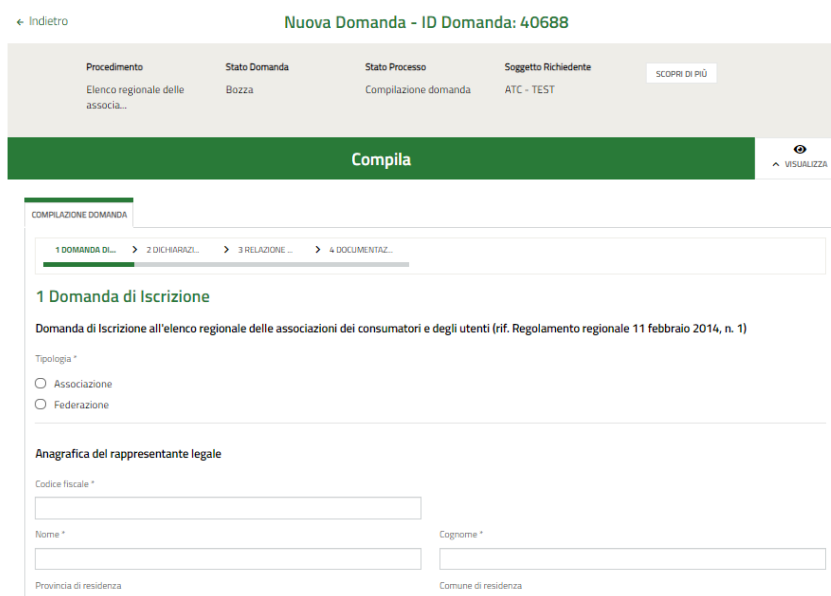 ← Indietro
Nuova Domanda - ID Domanda: 40688
Procedimento
Stato Domanda
Stato Processo
Soggetto Richiedente
SCOPRI DI PIÙ
Elenco regionale delle
associa...
Bozza
Compilazione domanda
ATC - TEST
Compila
VISUALIZZA
COMPILAZIONE DOMANDA
1 DOMANDA DI... > 2 DICHIARAZI... > 3 RELAZIONE ... > 4 DOCUMENTAZ...
1 Domanda di Iscrizione
Domanda di Iscrizione all'elenco regionale delle associazioni dei consumatori e degli utenti (rif. Regolamento regionale 11 febbraio 2014, n. 1)
Tipologia *
Associazione
Federazione
Anagrafica del rappresentante legale
Codice fiscale *
Nome *
Cognome *
Provincia di residenza
Comune di residenza